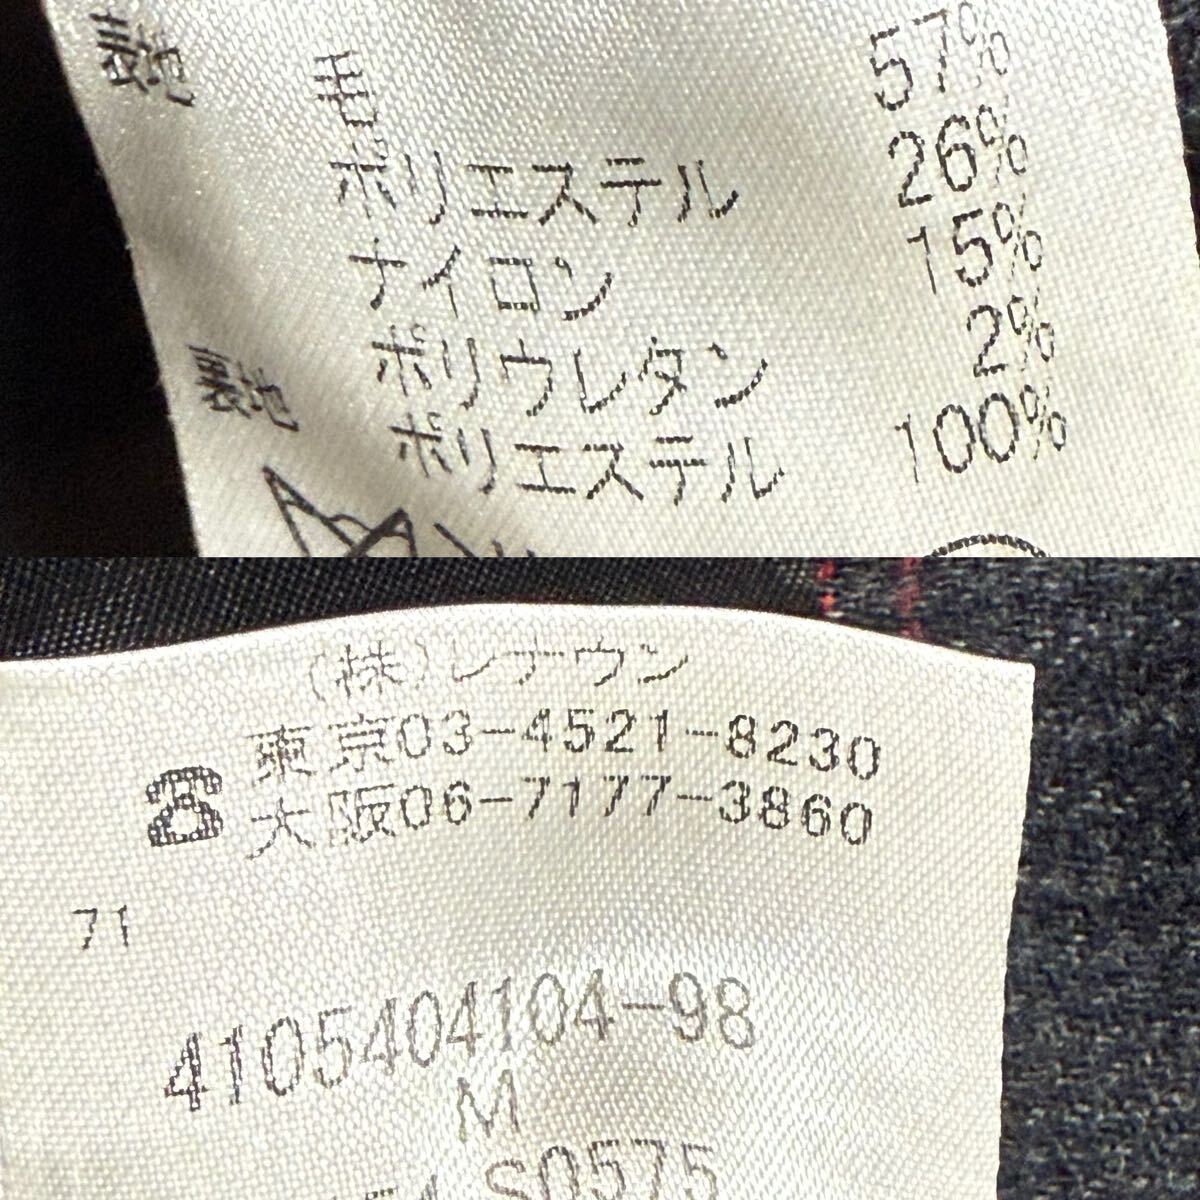 表地 毛 57%
ポリエステル 26%
ナイロン 15%
ポリウレタン 2%
裏地 ポリエステル 100%
(株)レナウン
☎ 東京03-4521-8230
大阪06-7177-3860
71
4105404104-98
M
S0575